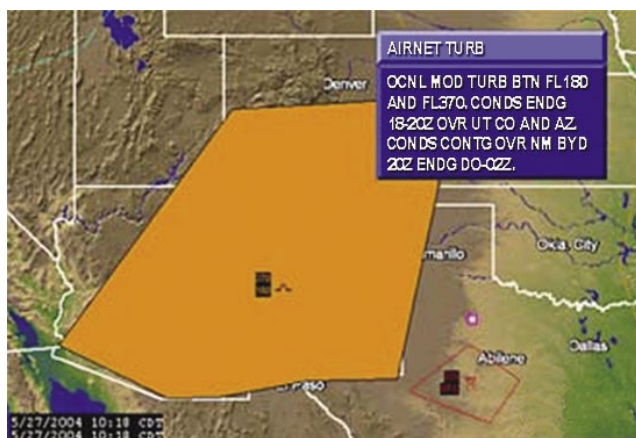 AIRNET TURB
OCNL MOD TURB BTN FL180
AND FL370. CONDS ENDG
18-20Z OVR UT CO AND AZ.
CONDS CONTG OVR NM BYD
20Z ENDG DO-02Z.
Denver
marillo
Okla. City
Abilene
Dallas
El Paso
5/27/2004 10:18 CDT
5/27/2004 10:18 CDT